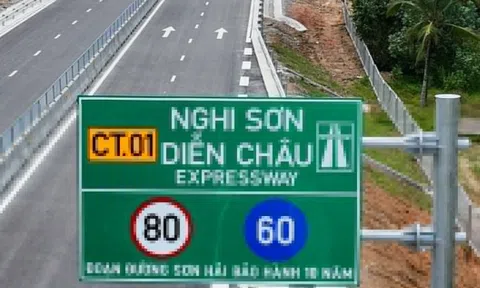 NGHI SƠN
CT.01
DIỄN CHÂU
EXPRESSWAY
80
60
ĐOẠN ĐƯỜNG SƠN HẢI BẢO HÀNH 10 NĂM